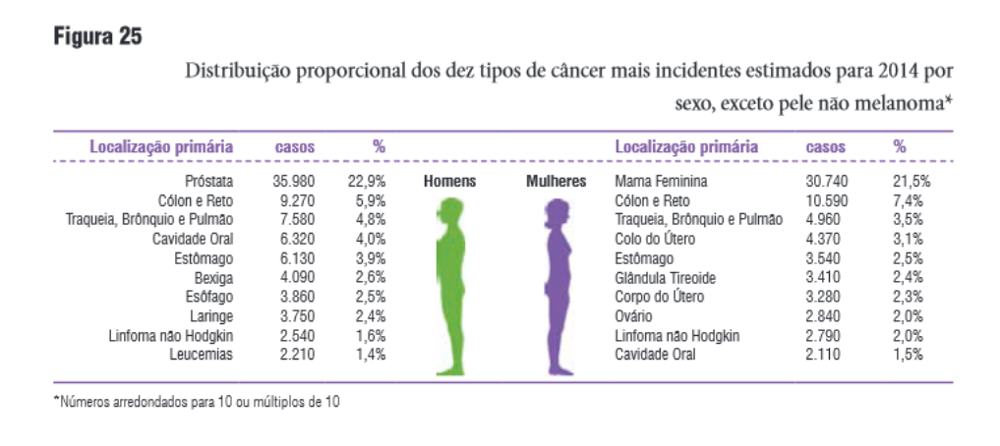 Figura 25
Distribuição proporcional dos dez tipos de câncer mais incidentes estimados para 2014 por
sexo, exceto pele não melanoma*
Localização primária casos % Localização primária casos %
Próstata 35.980 22,9% Homens Mulheres Mama Feminina 30.740 21,5%
Cólon e Reto 9.270 5,9% Cólon e Reto 10.590 7,4%
Traqueia, Brônquio e Pulmão 7.580 4,8% Traqueia, Brônquio e Pulmão 4.960 3,5%
Cavidade Oral 6.320 4,0% Colo do Útero 4.370 3,1%
Estômago 6.130 3,9% Estômago 3.540 2,5%
Bexiga 4.090 2,6% Glândula Tireoide 3.410 2,4%
Esôfago 3.860 2,5% Corpo do Útero 3.280 2,3%
Laringe 3.750 2,4% Ovário 2.840 2,0%
Linfoma não Hodgkin 2.540 1,6% Linfoma não Hodgkin 2.790 2,0%
Leucemias 2.210 1,4% Cavidade Oral 2.110 1,5%
*Números arredondados para 10 ou múltiplos de 10